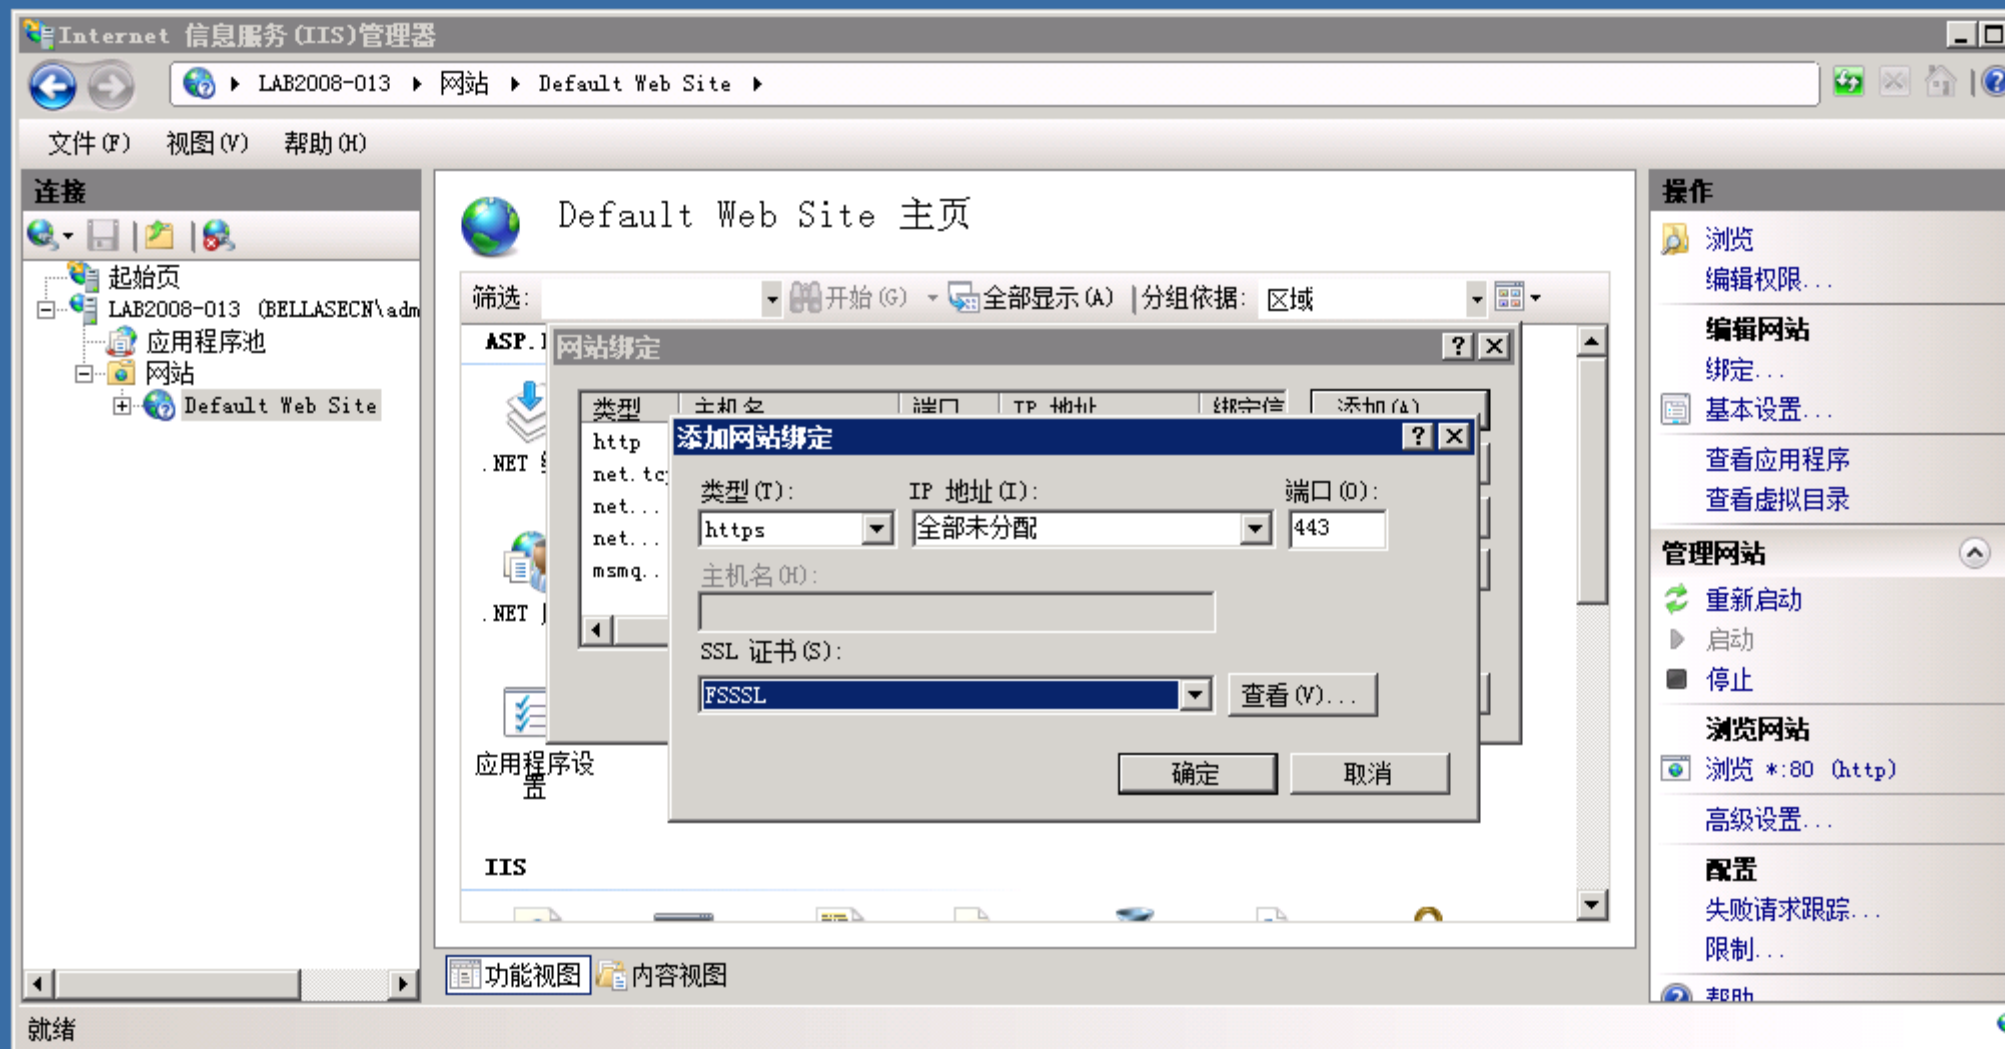 Internet 信息服务(IIS)管理器
LAB2008-013 网站 Default Web Site
文件(F) 视图(V) 帮助(H)
连接
起始页
LAB2008-013 (BELLASECN\adm
应用程序池
网站
Default Web Site
Default Web Site 主页
筛选: 开始(G) 全部显示(A) 分组依据: 区域
ASP.
.NET
.NET
应用程序设
置
IIS
网站绑定
类型 主机名 端口 IP 地址 绑定信 添加(A)
http
net.tc
net...
net...
msmq..
添加网站绑定
类型(T): IP 地址(I): 端口(O):
https 全部未分配 443
主机名(H):
SSL 证书(S):
FSSSL 查看(V)...
确定 取消
功能视图 内容视图
操作
浏览
编辑权限...
编辑网站
绑定...
基本设置...
查看应用程序
查看虚拟目录
管理网站
重新启动
启动
停止
浏览网站
浏览 *:80 (http)
高级设置...
配置
失败请求跟踪...
限制...
帮助
就绪